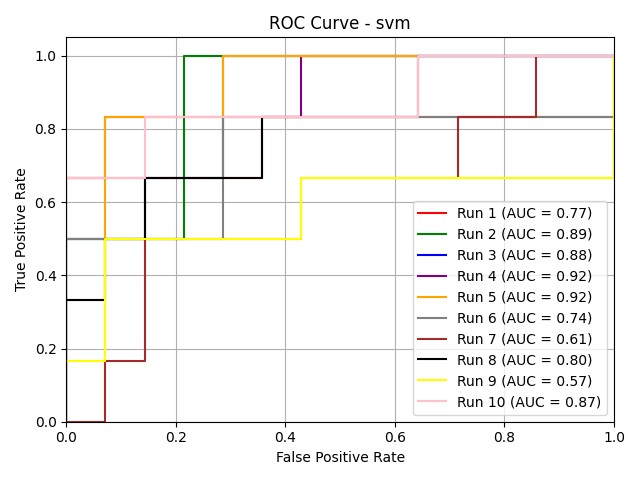 ROC Curve - svm
True Positive Rate
1.0
0.8
0.6
0.4
0.2
0.0
Run 1 (AUC = 0.77)
Run 2 (AUC = 0.89)
Run 3 (AUC = 0.88)
Run 4 (AUC = 0.92)
Run 5 (AUC = 0.92)
Run 6 (AUC = 0.74)
Run 7 (AUC = 0.61)
Run 8 (AUC = 0.80)
Run 9 (AUC = 0.57)
Run 10 (AUC = 0.87)
0.0 0.2 0.4 0.6 0.8 1.0
False Positive Rate